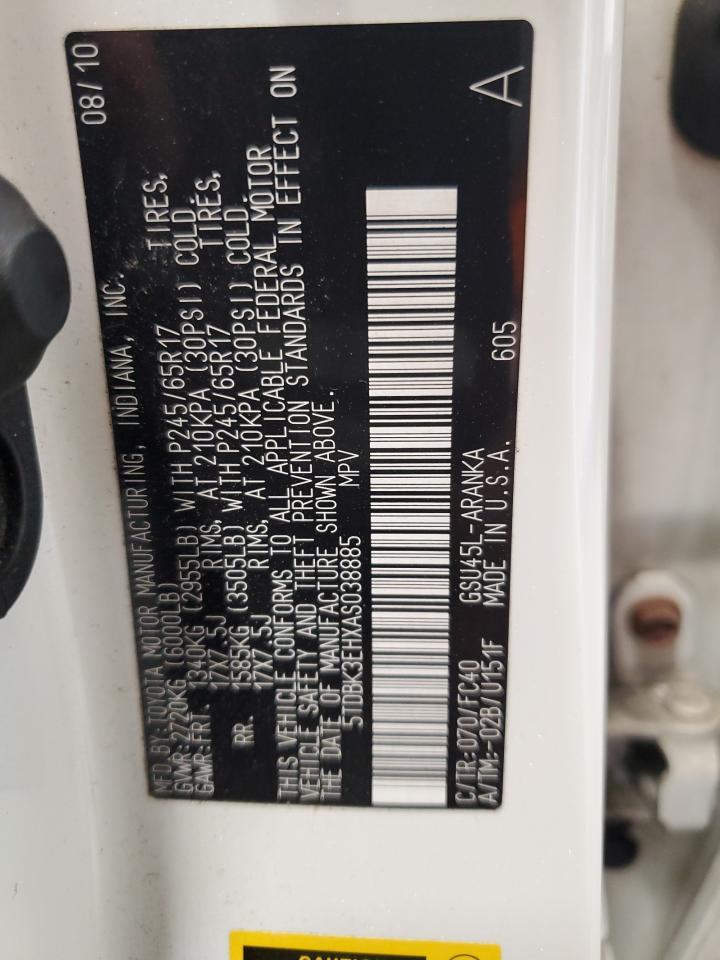 MFD.BY:TOYOTA MOTOR MANUFACTURING, INDIANA, INC. 08/10
GVWR:2720KG(6000LB)
GAWR:FRT. 1340KG (2955LB) WITH P245/65R17 TIRES,
17X7.5J RIMS, AT 210KPA (30PSI) COLD.
RR. 1585KG (3505LB) WITH P245/65R17 TIRES,
17X7.5J RIMS, AT 210KPA (30PSI) COLD.
THIS VEHICLE CONFORMS TO ALL APPLICABLE FEDERAL MOTOR
VEHICLE SAFETY AND THEFT PREVENTION STANDARDS IN EFFECT ON
THE DATE OF MANUFACTURE SHOWN ABOVE.
5TDBK3EHXAS038885 MPV
C/TR:070/FC40 GSU45L-ARANKA
A/TM:-02B/U151F MADE IN U.S.A. 605 A